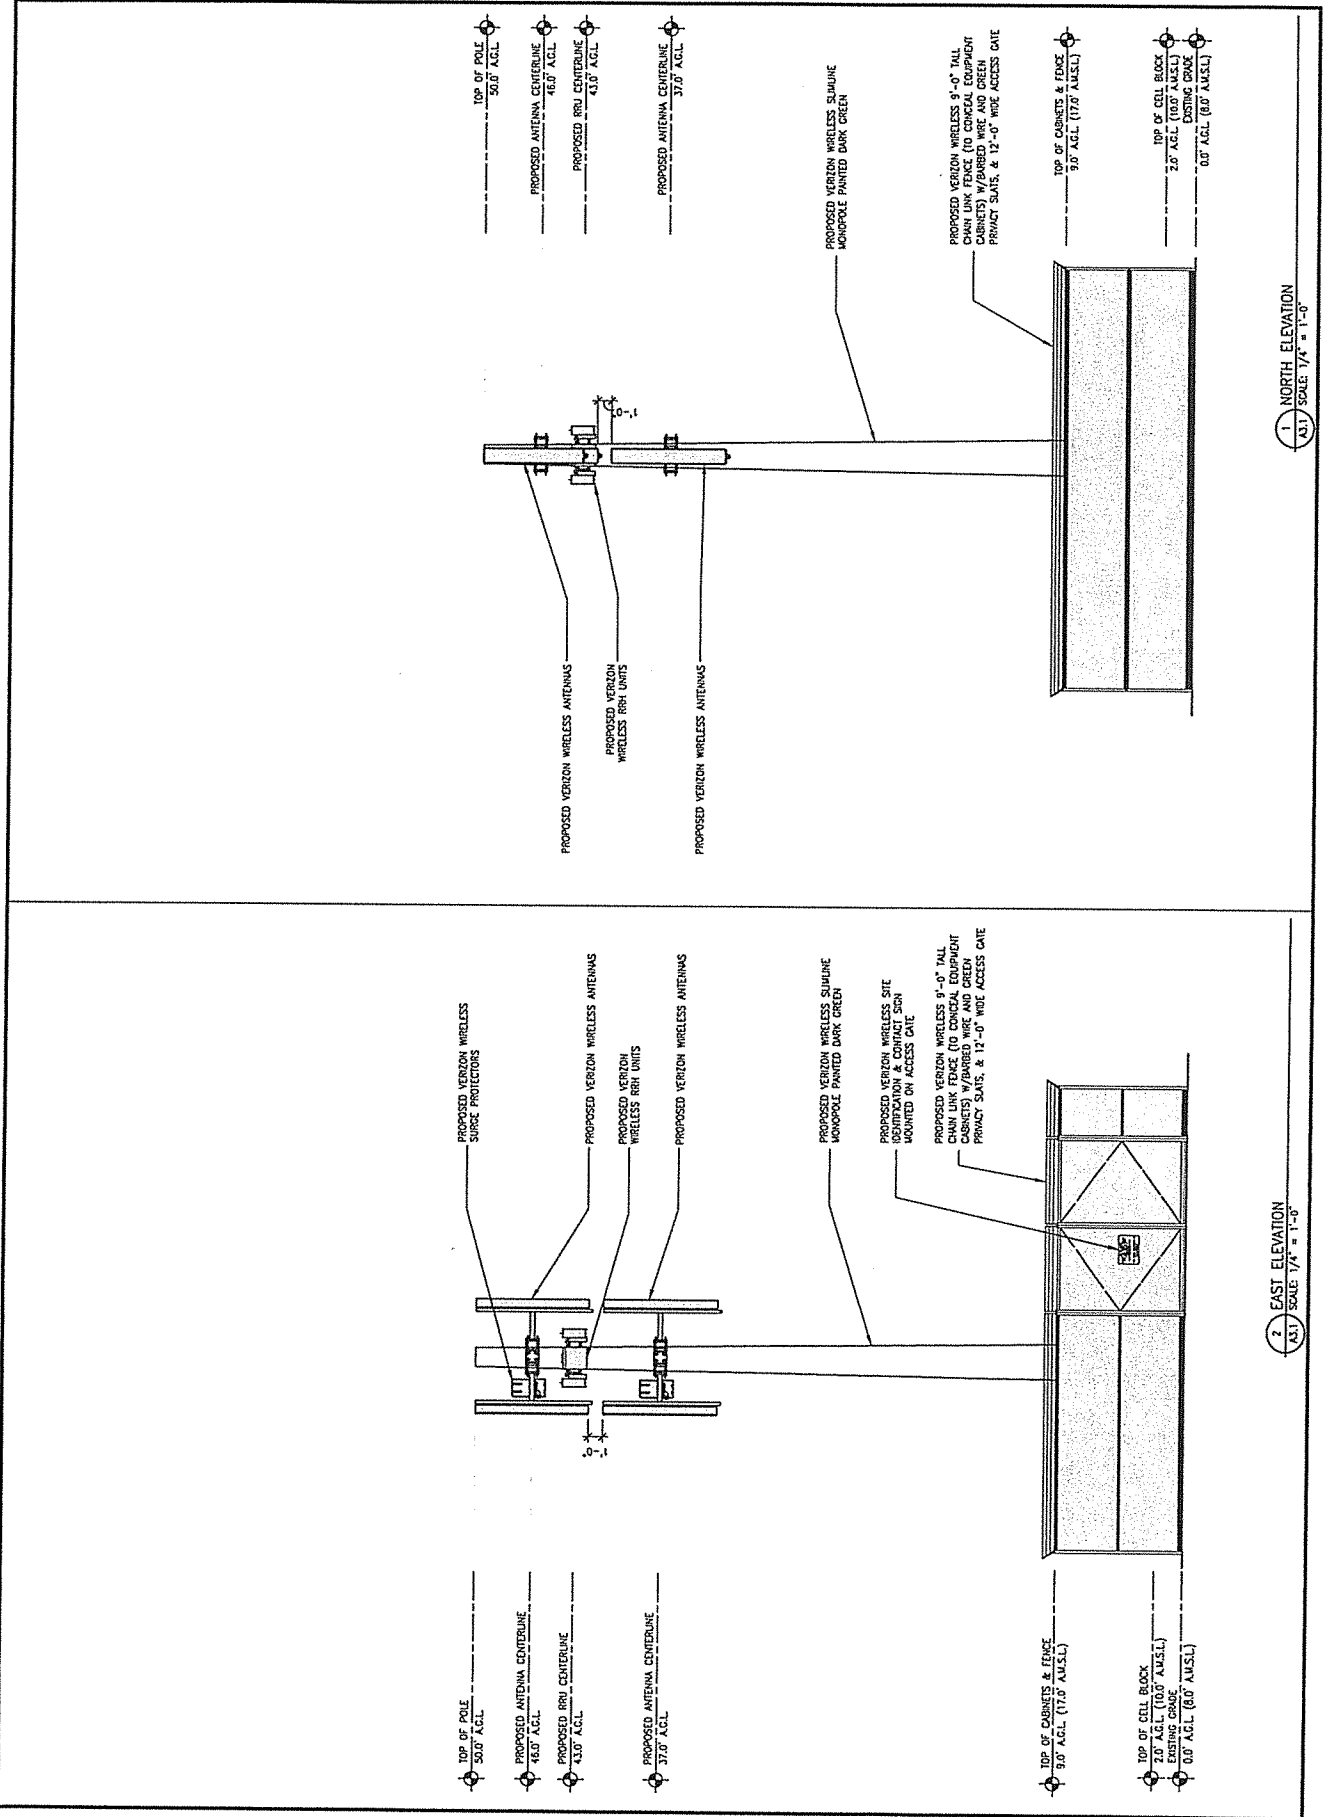 TOP OF POLE
50.0' A.G.L.
PROPOSED ANTENNA CENTERLINE
46.0' A.G.L.
PROPOSED RRU CENTERLINE
43.0' A.G.L.
PROPOSED ANTENNA CENTERLINE
37.0' A.G.L.
PROPOSED VERIZON WIRELESS SLIMLINE
MONOPOLE PAINTED DARK GREEN
PROPOSED VERIZON WIRELESS 9'-0" TALL
CHAIN LINK FENCE (TO CONCEAL EQUIPMENT
CABINETS) W/BARBED WIRE AND GREEN
PRIVACY SLATS, & 12'-0" WIDE ACCESS GATE
TOP OF CABINETS & FENCE
9.0' A.G.L. (17.0' A.M.S.L.)
TOP OF CELL BLOCK
2.0' A.G.L. (10.0' A.M.S.L.)
EXISTING GRADE
0.0' A.G.L. (8.0' A.M.S.L.)
1'-0"
PROPOSED VERIZON WIRELESS ANTENNAS
PROPOSED VERIZON
WIRELESS RRH UNITS
PROPOSED VERIZON WIRELESS ANTENNAS
1
A3.1
NORTH ELEVATION
SCALE: 1/4" = 1'-0"
PROPOSED VERIZON WIRELESS
SURGE PROTECTORS
PROPOSED VERIZON WIRELESS ANTENNAS
PROPOSED VERIZON
WIRELESS RRH UNITS
PROPOSED VERIZON WIRELESS ANTENNAS
PROPOSED VERIZON WIRELESS SLIMLINE
MONOPOLE PAINTED DARK GREEN
PROPOSED VERIZON WIRELESS SITE
IDENTIFICATION & CONTACT SIGN
MOUNTED ON ACCESS GATE
PROPOSED VERIZON WIRELESS 9'-0" TALL
CHAIN LINK FENCE (TO CONCEAL EQUIPMENT
CABINETS) W/BARBED WIRE AND GREEN
PRIVACY SLATS, & 12'-0" WIDE ACCESS GATE
1'-0"
TOP OF POLE
50.0' A.G.L.
PROPOSED ANTENNA CENTERLINE
46.0' A.G.L.
PROPOSED RRU CENTERLINE
43.0' A.G.L.
PROPOSED ANTENNA CENTERLINE
37.0' A.G.L.
TOP OF CABINETS & FENCE
9.0' A.G.L. (17.0' A.M.S.L.)
TOP OF CELL BLOCK
2.0' A.G.L. (10.0' A.M.S.L.)
EXISTING GRADE
0.0' A.G.L. (8.0' A.M.S.L.)
2
A3.1
EAST ELEVATION
SCALE: 1/4" = 1'-0"